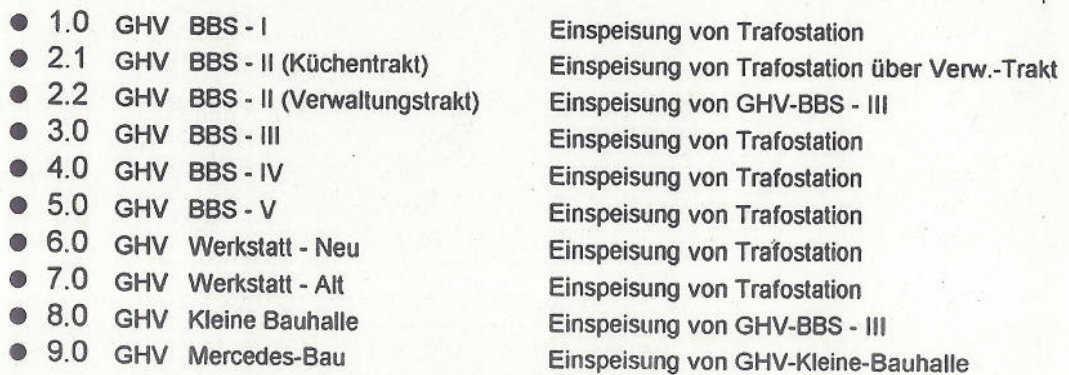 ● 1.0 GHV BBS - I Einspeisung von Trafostation
● 2.1 GHV BBS - II (Küchentrakt) Einspeisung von Trafostation über Verw.-Trakt
● 2.2 GHV BBS - II (Verwaltungstrakt) Einspeisung von GHV-BBS - III
● 3.0 GHV BBS - III Einspeisung von Trafostation
● 4.0 GHV BBS - IV Einspeisung von Trafostation
● 5.0 GHV BBS - V Einspeisung von Trafostation
● 6.0 GHV Werkstatt - Neu Einspeisung von Trafostation
● 7.0 GHV Werkstatt - Alt Einspeisung von Trafostation
● 8.0 GHV Kleine Bauhalle Einspeisung von GHV-BBS - III
● 9.0 GHV Mercedes-Bau Einspeisung von GHV-Kleine-Bauhalle